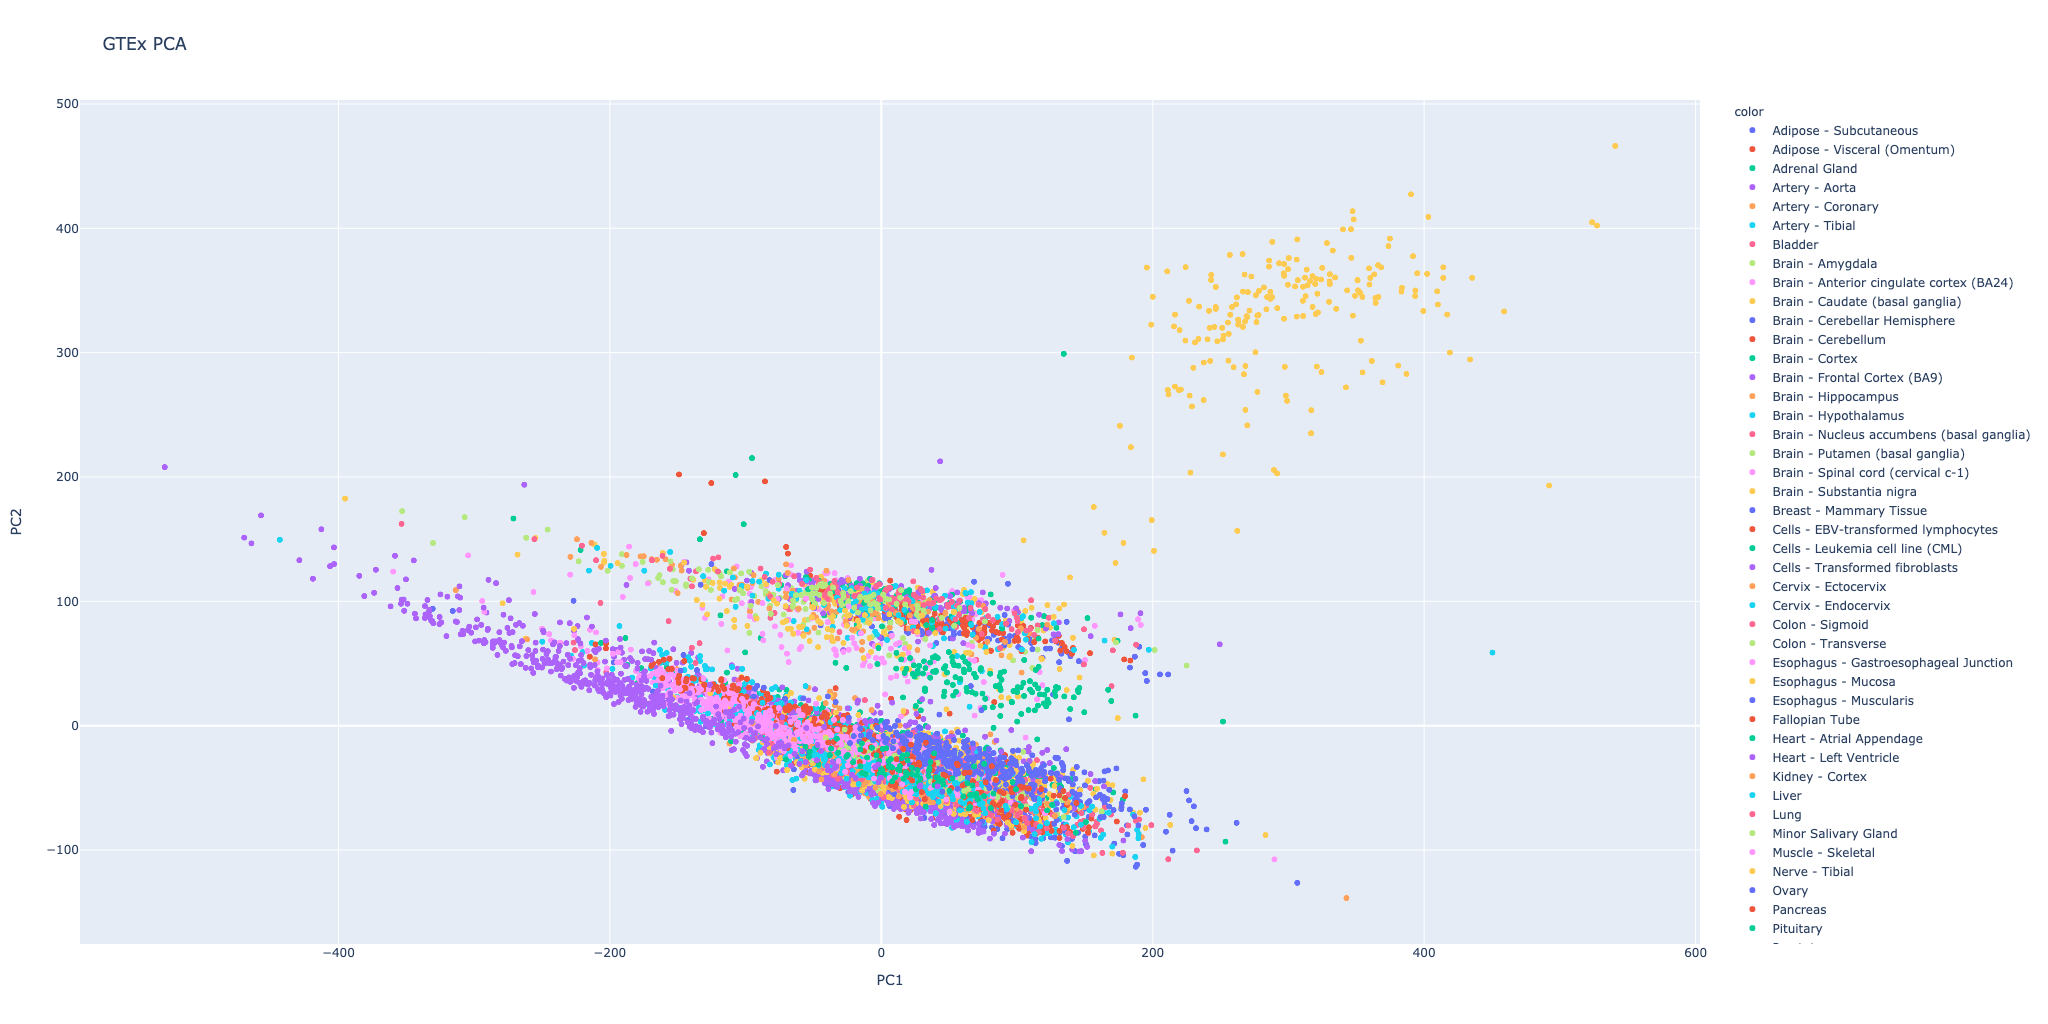 GTEx PCA
500
400
300
200
100
0
−100
PC2
−400
−200
0
200
400
600
PC1
color
Adipose - Subcutaneous
Adipose - Visceral (Omentum)
Adrenal Gland
Artery - Aorta
Artery - Coronary
Artery - Tibial
Bladder
Brain - Amygdala
Brain - Anterior cingulate cortex (BA24)
Brain - Caudate (basal ganglia)
Brain - Cerebellar Hemisphere
Brain - Cerebellum
Brain - Cortex
Brain - Frontal Cortex (BA9)
Brain - Hippocampus
Brain - Hypothalamus
Brain - Nucleus accumbens (basal ganglia)
Brain - Putamen (basal ganglia)
Brain - Spinal cord (cervical c-1)
Brain - Substantia nigra
Breast - Mammary Tissue
Cells - EBV-transformed lymphocytes
Cells - Leukemia cell line (CML)
Cells - Transformed fibroblasts
Cervix - Ectocervix
Cervix - Endocervix
Colon - Sigmoid
Colon - Transverse
Esophagus - Gastroesophageal Junction
Esophagus - Mucosa
Esophagus - Muscularis
Fallopian Tube
Heart - Atrial Appendage
Heart - Left Ventricle
Kidney - Cortex
Liver
Lung
Minor Salivary Gland
Muscle - Skeletal
Nerve - Tibial
Ovary
Pancreas
Pituitary